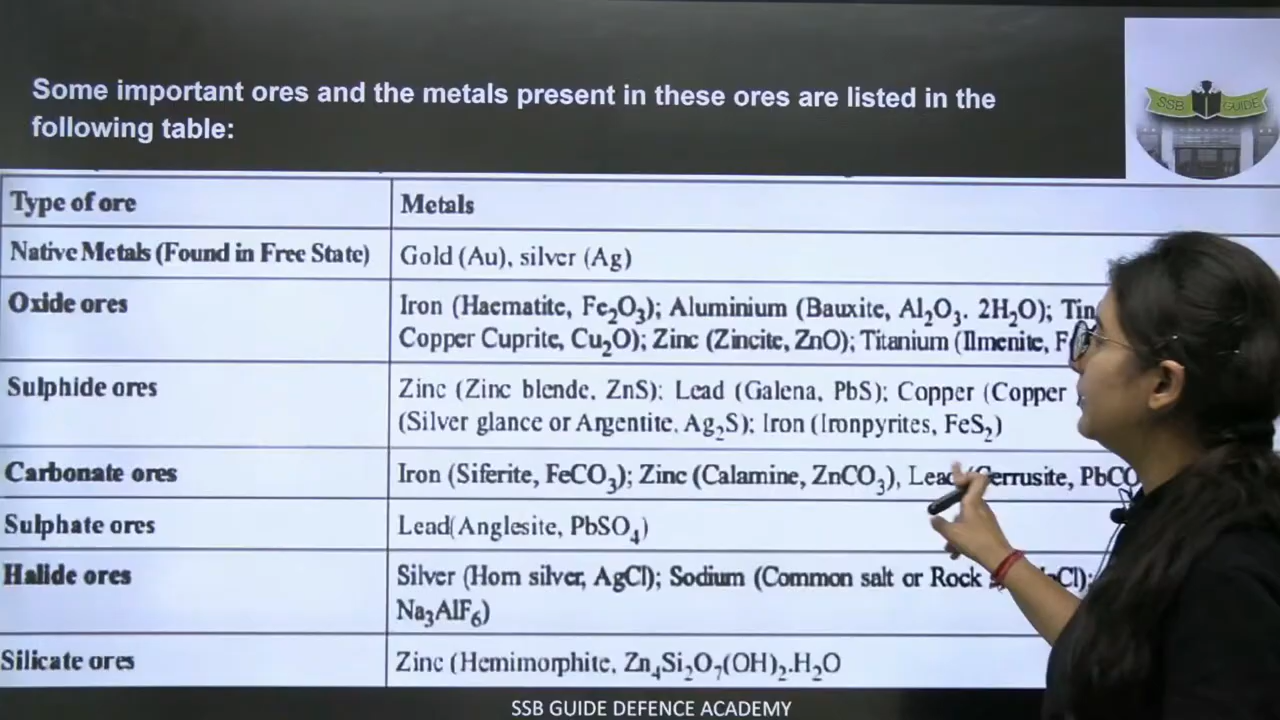 Some important ores and the metals present in these ores are listed in the
following table:
SSB GUIDE
Type of ore
Metals
Native Metals (Found in Free State)
Gold (Au), silver (Ag)
Oxide ores
Iron (Haematite, Fe₂O₃); Aluminium (Bauxite, Al₂O₃. 2H₂O); Tin
Copper Cuprite, Cu₂O); Zinc (Zincite, ZnO); Titanium (Ilmenite, F
Sulphide ores
Zinc (Zinc blende, ZnS); Lead (Galena, PbS); Copper (Copper
(Silver glance or Argentite, Ag₂S); Iron (Ironpyrites, FeS₂)
Carbonate ores
Iron (Siferite, FeCO₃); Zinc (Calamine, ZnCO₃), Lead (Cerrusite, PbCO
Sulphate ores
Lead(Anglesite, PbSO₄)
Halide ores
Silver (Horn silver, AgCl); Sodium (Common salt or Rock Cl);
Na₃AlF₆)
Silicate ores
Zinc (Hemimorphite, Zn₄Si₂O₇(OH)₂.H₂O
SSB GUIDE DEFENCE ACADEMY